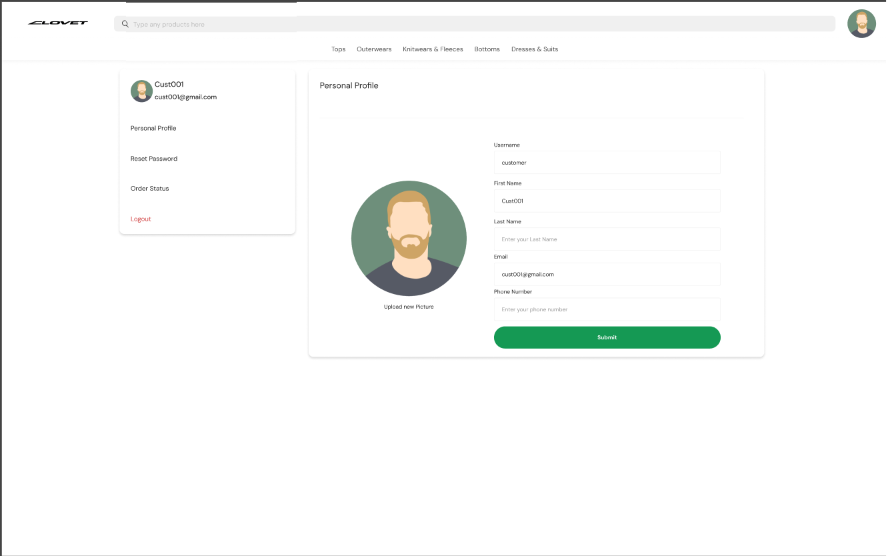 CLOVET
Type any products here
Tops Outerwears Knitwears & Fleeces Bottoms Dresses & Suits
Cust001
cust001@gmail.com
Personal Profile
Reset Password
Order Status
Logout
Personal Profile
Upload new Picture
Username
customer
First Name
Cust001
Last Name
Enter your Last Name
Email
cust001@gmail.com
Phone Number
Enter your phone number
Submit